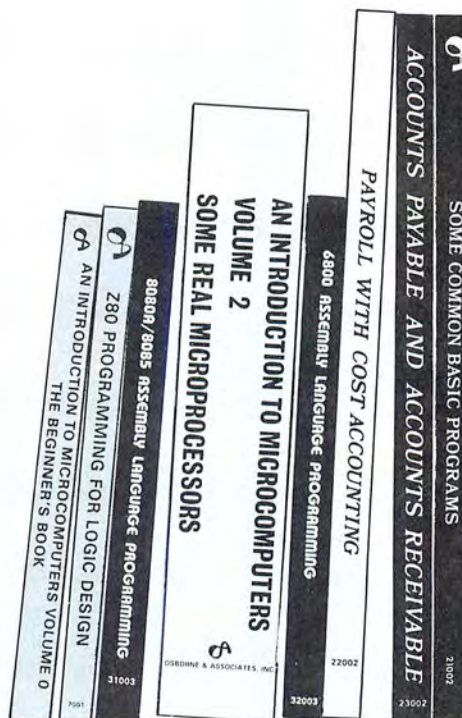 AN INTRODUCTION TO MICROCOMPUTERS VOLUME 0
THE BEGINNER'S BOOK
Z80 PROGRAMMING FOR LOGIC DESIGN
7001
8080A/8085 ASSEMBLY LANGUAGE PROGRAMMING
31003
AN INTRODUCTION TO MICROCOMPUTERS
VOLUME 2
SOME REAL MICROPROCESSORS
OSBORNE & ASSOCIATES, INC.
6800 ASSEMBLY LANGUAGE PROGRAMMING
32003
PAYROLL WITH COST ACCOUNTING
22002
ACCOUNTS PAYABLE AND ACCOUNTS RECEIVABLE
23002
SOME COMMON BASIC PROGRAMS
21002